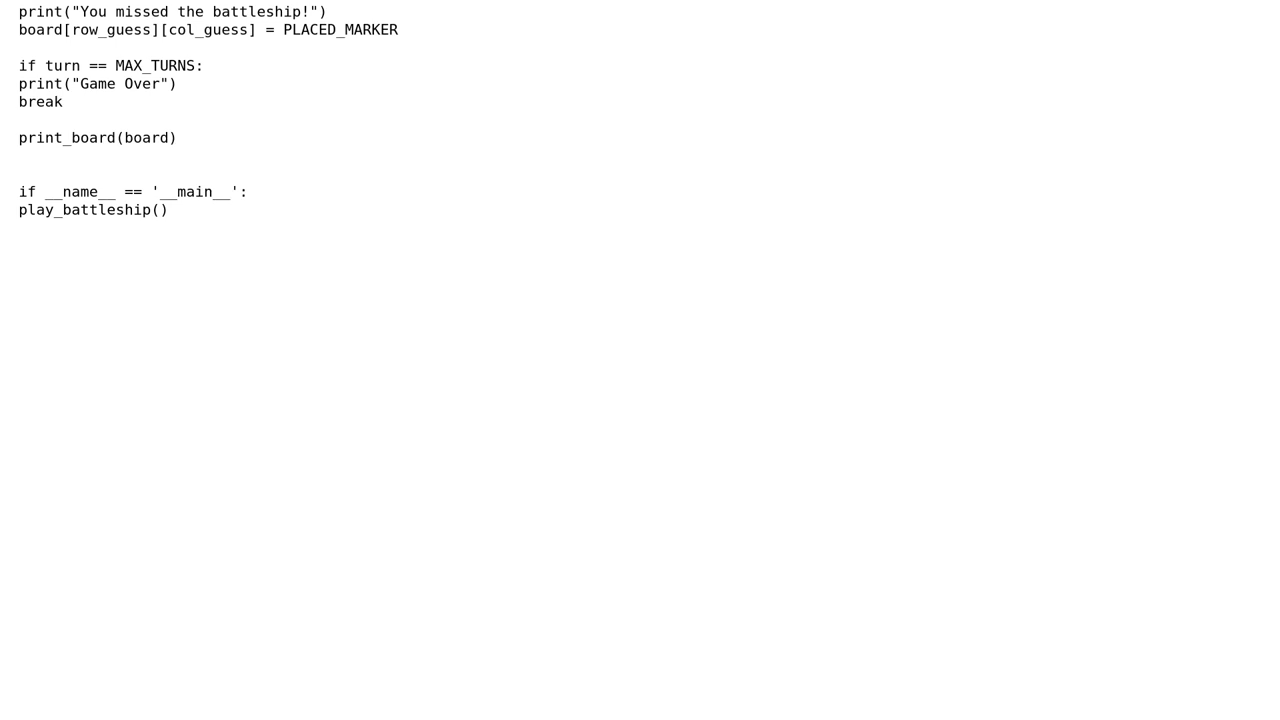 print("You missed the battleship!")
board[row_guess][col_guess] = PLACED_MARKER
if turn == MAX_TURNS:
print("Game Over")
break
print_board(board)
if __name__ == '__main__':
play_battleship()